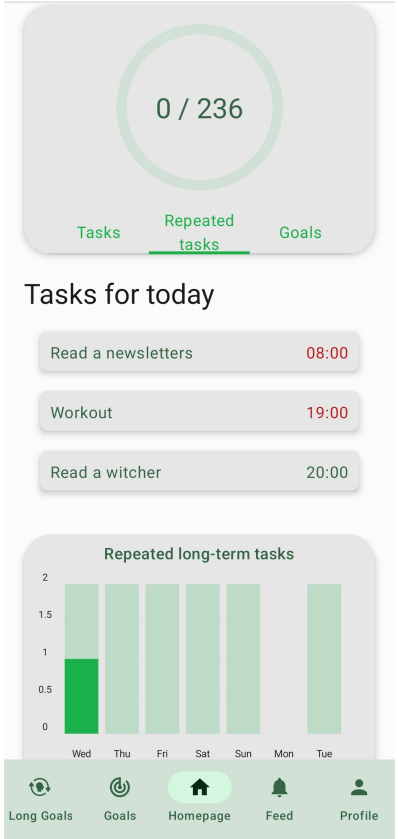 0 / 236
Tasks
Repeated
tasks
Goals
Tasks for today
Read a newsletters 08:00
Workout 19:00
Read a witcher 20:00
Repeated long-term tasks
2
1.5
1
0.5
0
Wed Thu Fri Sat Sun Mon Tue
Long Goals Goals Homepage Feed Profile